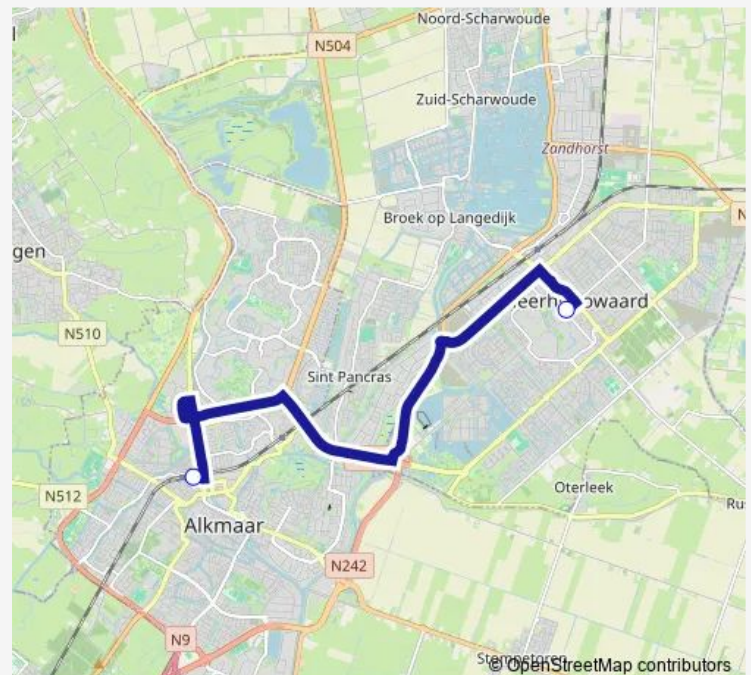 Noord-Scharwoude
N504
Zuid-Scharwoude
Zandhorst
Broek op Langedijk
gen
N510
Sint Pancras
N512
Oterleek
Alkmaar
N242
N9
© OpenStreetMap contributors